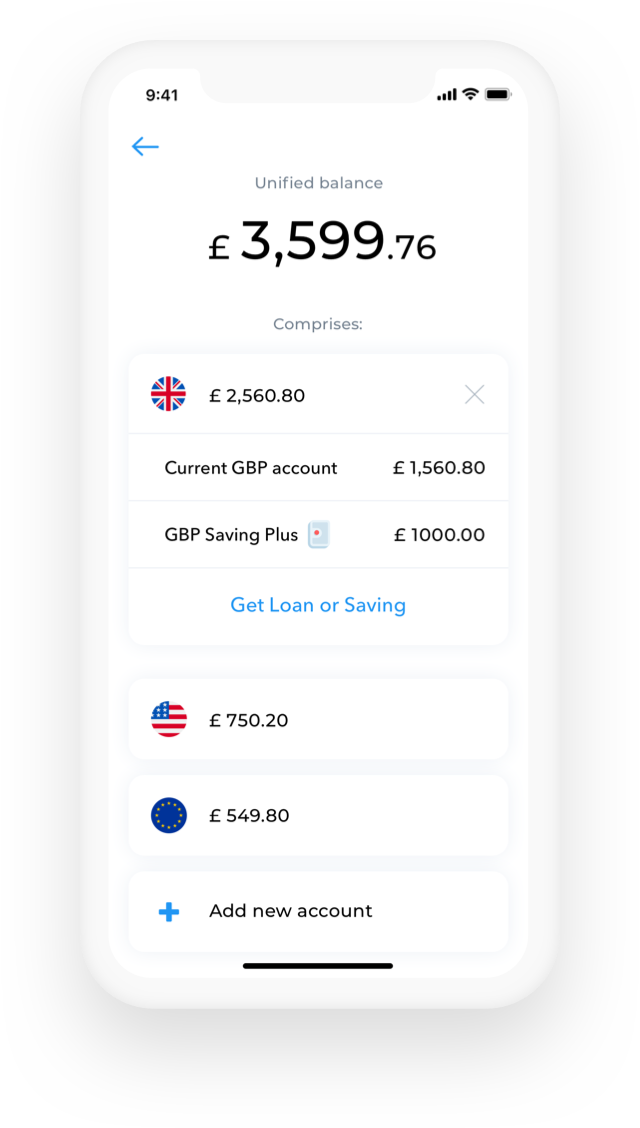 9:41
Unified balance
£ 3,599.76
Comprises:
£ 2,560.80
Current GBP account £ 1,560.80
GBP Saving Plus £ 1000.00
Get Loan or Saving
£ 750.20
£ 549.80
Add new account